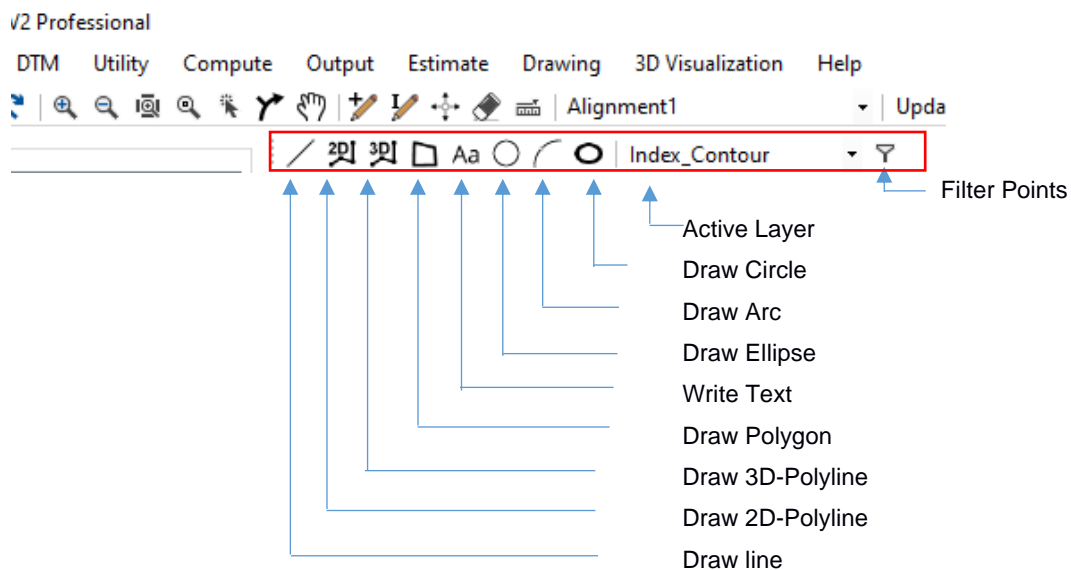 V2 Professional
DTM Utility Compute Output Estimate Drawing 3D Visualization Help
Alignment1 Upda
2D 3D Aa Index_Contour
Filter Points
Active Layer
Draw Circle
Draw Arc
Draw Ellipse
Write Text
Draw Polygon
Draw 3D-Polyline
Draw 2D-Polyline
Draw line